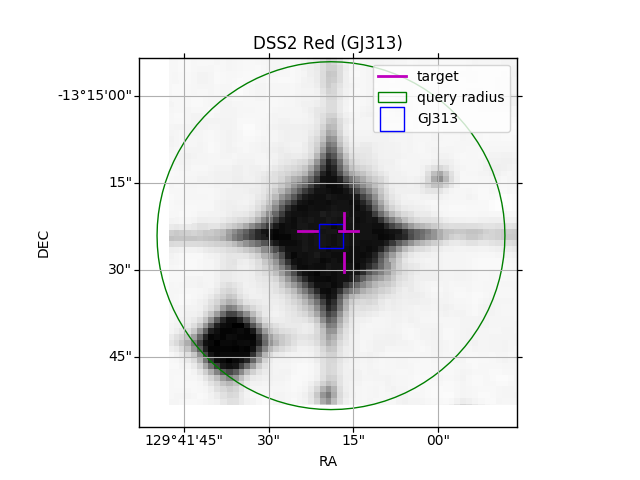 DSS2 Red (GJ313)
target
query radius
GJ313
-13°15'00"
15"
30"
45"
DEC
129°41'45" 30" 15" 00"
RA